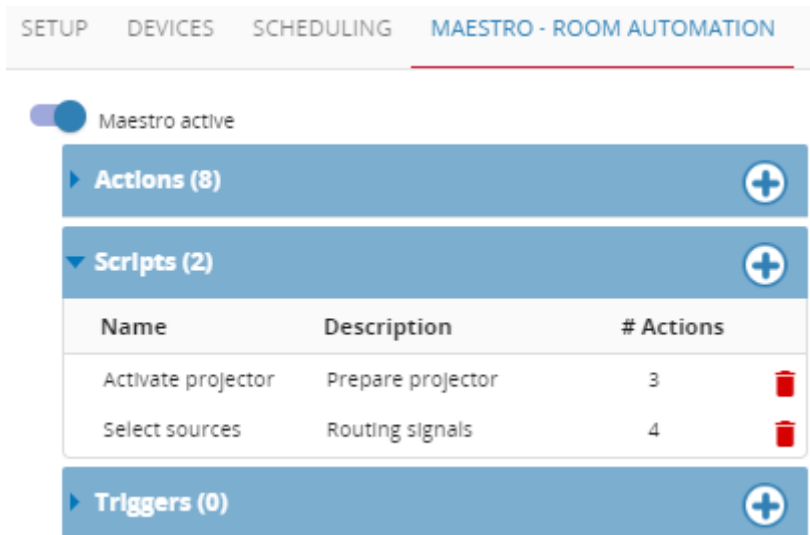 SETUP DEVICES SCHEDULING MAESTRO - ROOM AUTOMATION
Maestro active
Actions (8)
Scripts (2)
Name Description # Actions
Activate projector Prepare projector 3
Select sources Routing signals 4
Triggers (0)